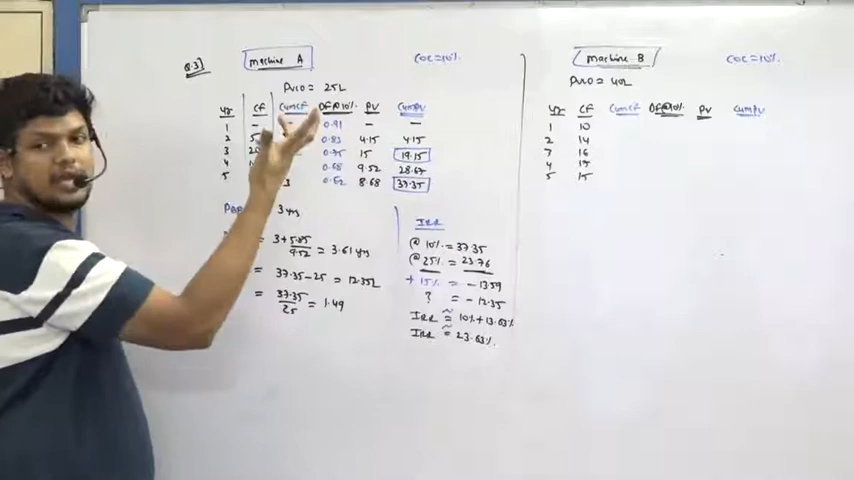 Q.3] Machine A COC=10%
PVCO = 25L
Yr CF CumCF DF@10% PV CumPV
1 - - 0.91 - -
2 5 0.83 4.15 4.15
3 20 0.75 15 19.15
4 0.68 9.52 28.67
5 0.62 8.68 37.35
3 yrs
= 3+5.85/9.52 = 3.61 yrs
= 37.35-25 = 12.35L
= 37.35/25 = 1.49
IRR
@ 10% = 37.35
@ 25% = 23.76
+ 15% = -13.59
? = -12.35
IRR ≈ 10%+13.63%
IRR ≈ 23.63%.
Machine B COC=10%
PVCO = 40L
Yr CF CumCF DF@10% PV CumPV
1 10
2 14
3 16
4 17
5 15